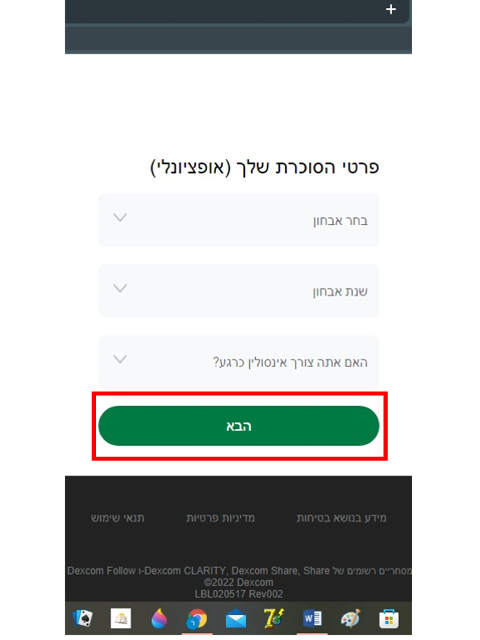 פרטי הסוכרת שלך (אופציונלי)
בחר אבחון
שנת אבחון
האם אתה צורך אינסולין כרגע?
הבא
מידע בנושא בטיחות מדיניות פרטיות תנאי שימוש
מסחריים רשומים של Dexcom Follow ו-Dexcom CLARITY, Dexcom Share, Share
©2022 Dexcom
LBL020517 Rev002